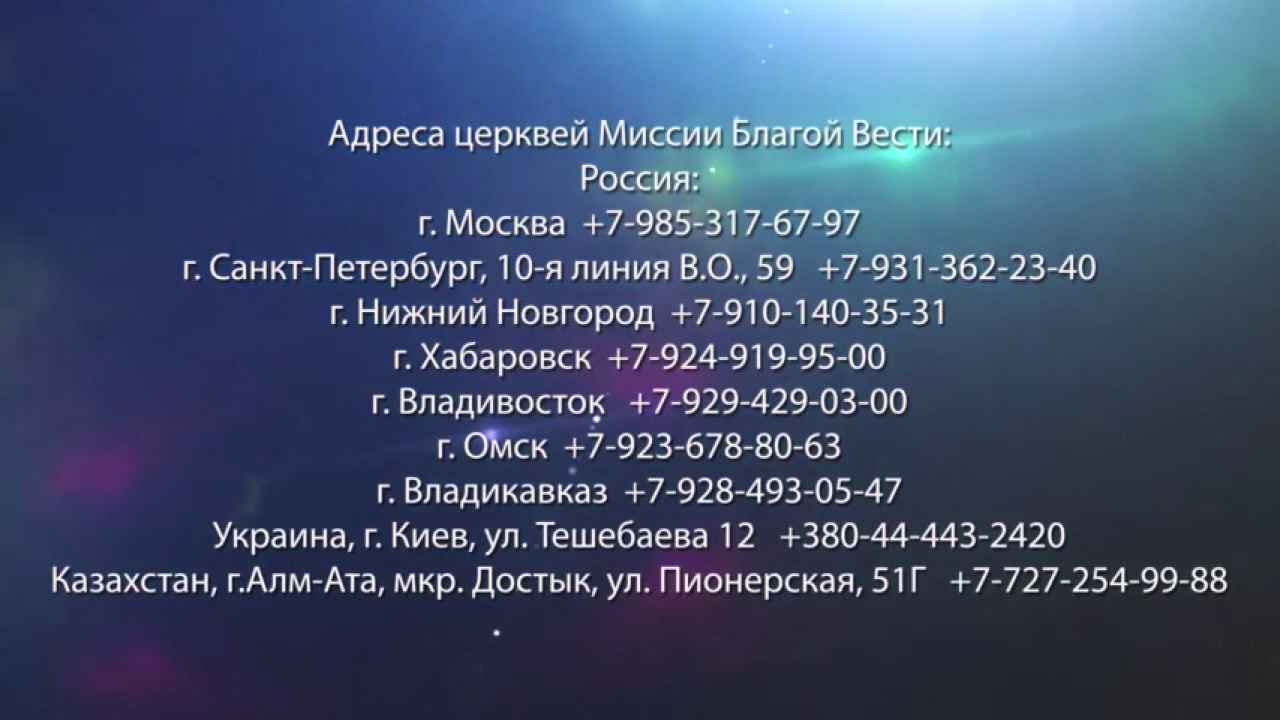 Адреса церквей Миссии Благой Вести:
Россия:
г. Москва +7-985-317-67-97
г. Санкт-Петербург, 10-я линия В.О., 59 +7-931-362-23-40
г. Нижний Новгород +7-910-140-35-31
г. Хабаровск +7-924-919-95-00
г. Владивосток +7-929-429-03-00
г. Омск +7-923-678-80-63
г. Владикавказ +7-928-493-05-47
Украина, г. Киев, ул. Тешебаева 12 +380-44-443-2420
Казахстан, г.Алм-Ата, мкр. Достык, ул. Пионерская, 51Г +7-727-254-99-88